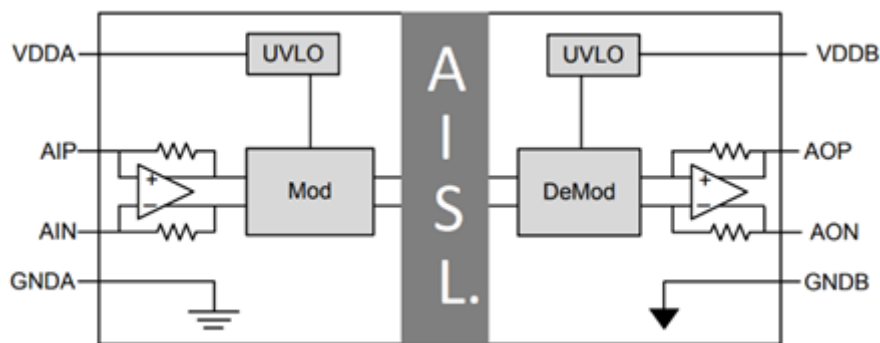 VDDA
UVLO
UVLO
VDDB
AIP
+
Mod
DeMod
+
AOP
AIN
−
−
AON
GNDA
GNDB
A
I
S
L.